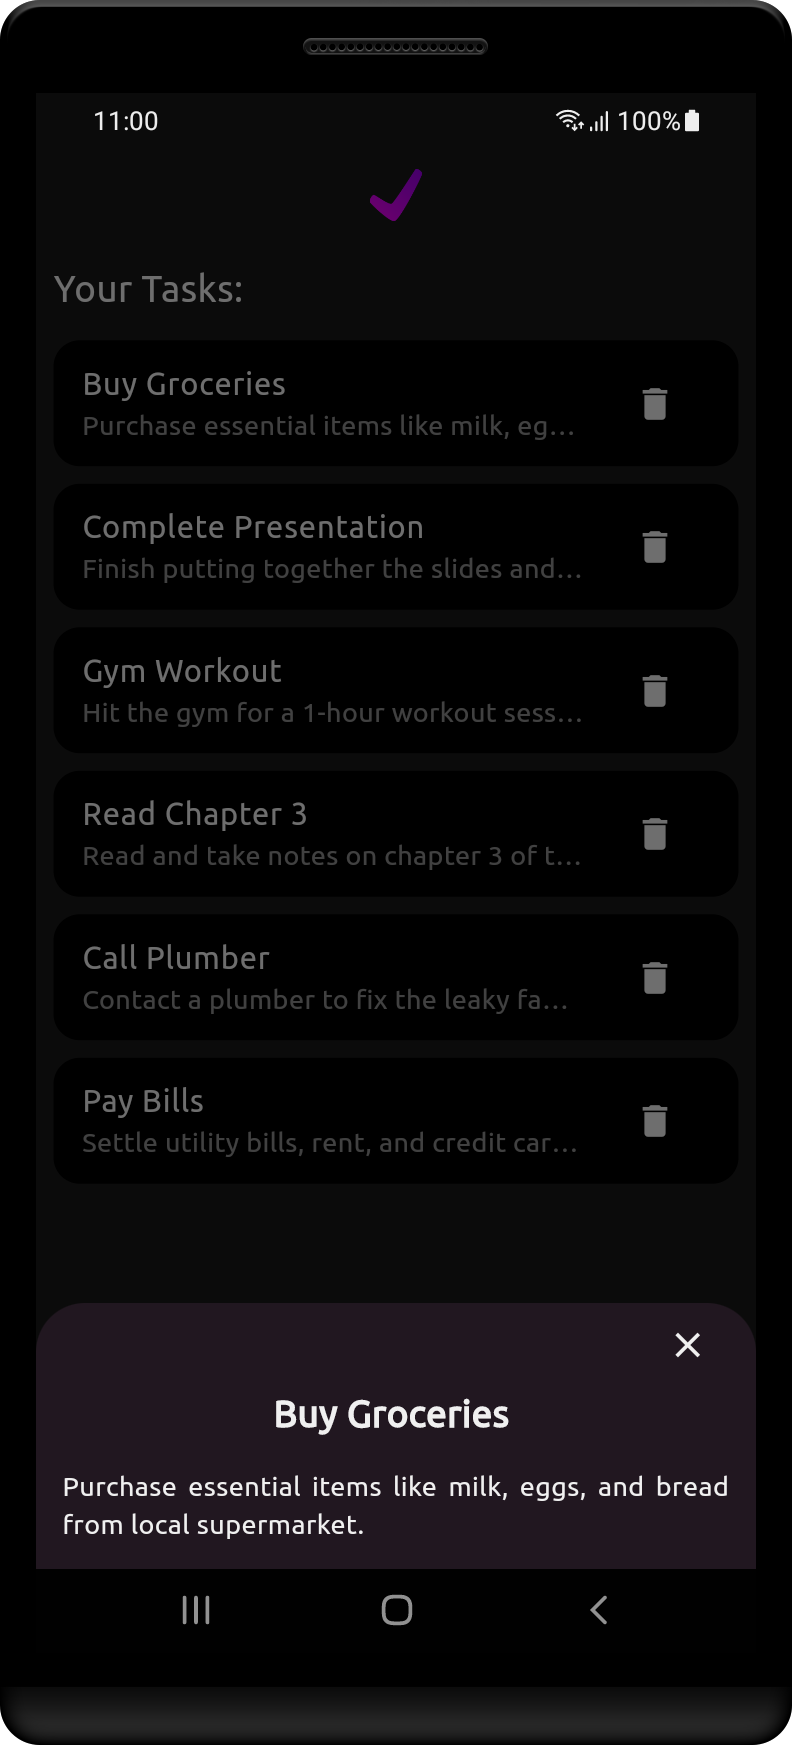 11:00 100%
Your Tasks:
Buy Groceries
Purchase essential items like milk, eg...
Complete Presentation
Finish putting together the slides and...
Gym Workout
Hit the gym for a 1-hour workout sess...
Read Chapter 3
Read and take notes on chapter 3 of t...
Call Plumber
Contact a plumber to fix the leaky fa...
Pay Bills
Settle utility bills, rent, and credit car...
Buy Groceries
Purchase essential items like milk, eggs, and bread
from local supermarket.